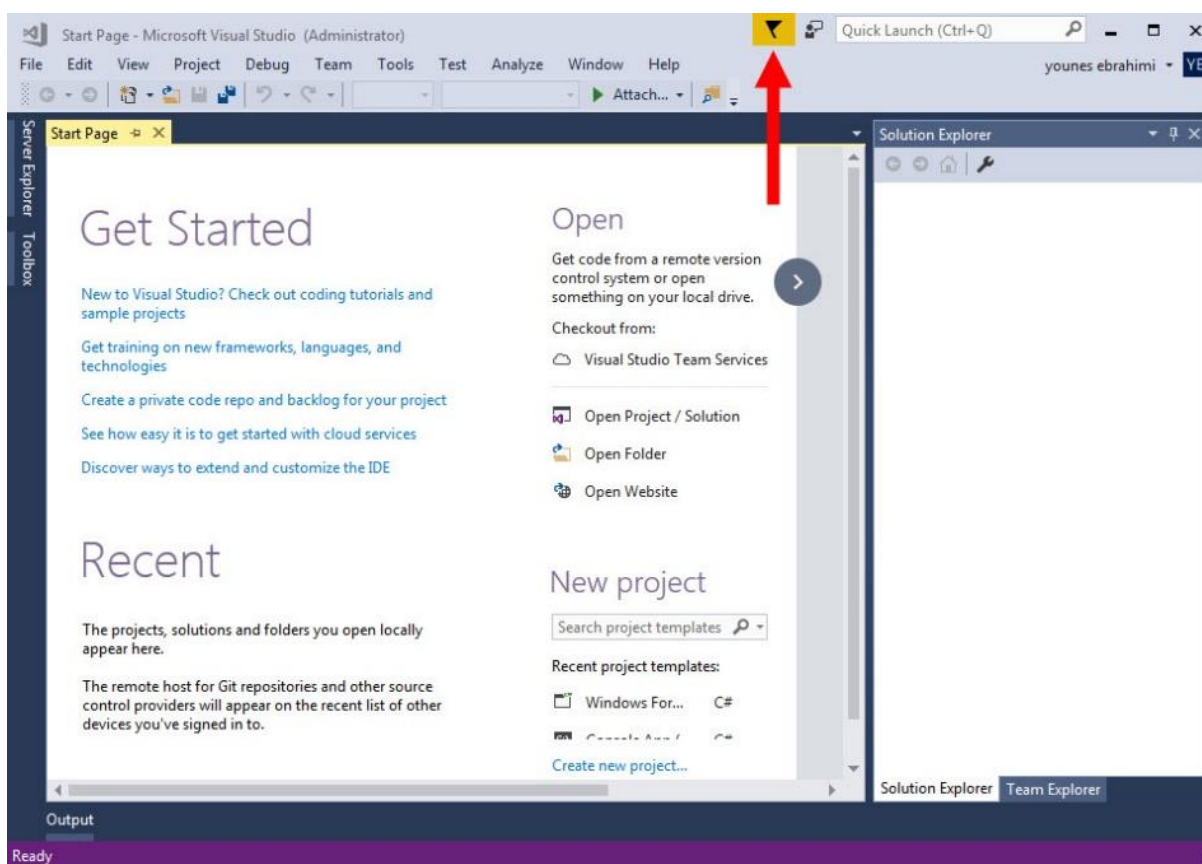 Start Page - Microsoft Visual Studio (Administrator)
Quick Launch (Ctrl+Q)
File Edit View Project Debug Team Tools Test Analyze Window Help
younes ebrahimi
YE
Attach...
Server Explorer
Toolbox
Start Page
Get Started
New to Visual Studio? Check out coding tutorials and
sample projects
Get training on new frameworks, languages, and
technologies
Create a private code repo and backlog for your project
See how easy it is to get started with cloud services
Discover ways to extend and customize the IDE
Recent
The projects, solutions and folders you open locally
appear here.
The remote host for Git repositories and other source
control providers will appear on the recent list of other
devices you've signed in to.
Open
Get code from a remote version
control system or open
something on your local drive.
Checkout from:
Visual Studio Team Services
Open Project / Solution
Open Folder
Open Website
New project
Search project templates
Recent project templates:
Windows For... C#
Console App ( C#
Create new project...
Solution Explorer
Solution Explorer Team Explorer
Output
Ready